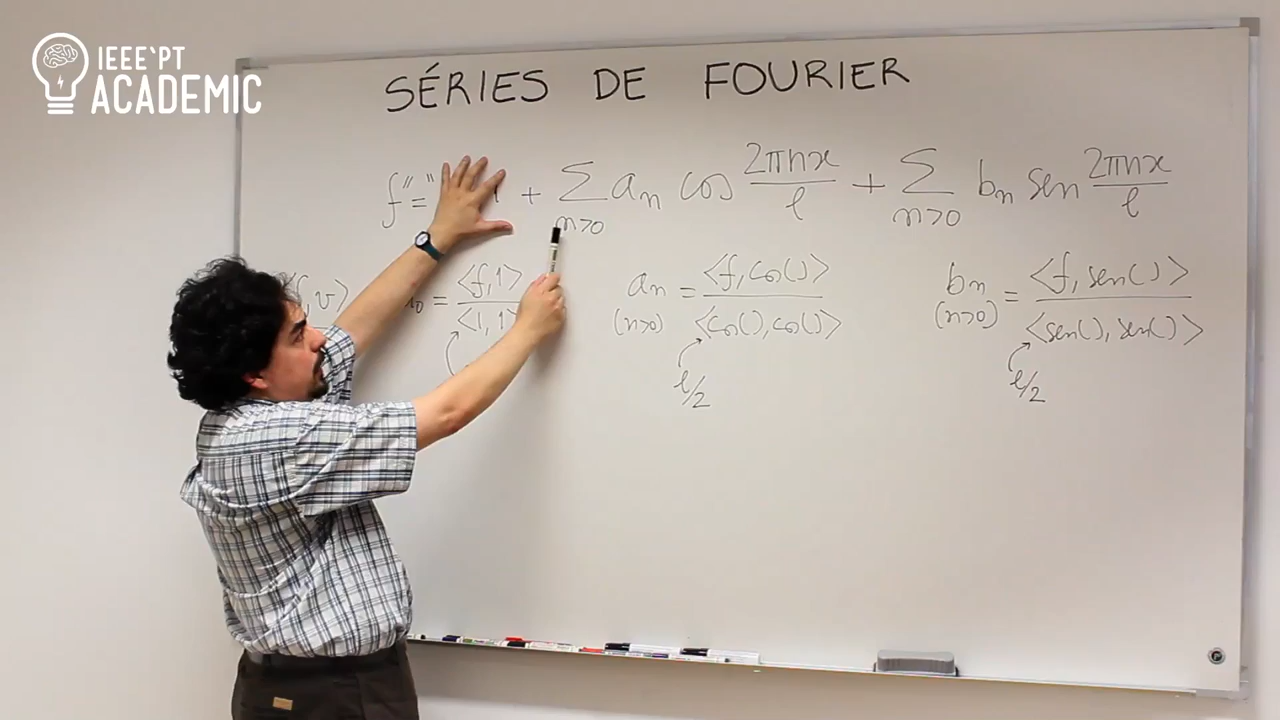 IEEE`PT
ACADEMIC
SÉRIES DE FOURIER
f "=" + Σ n>0 aₙ cos 2πnx/l + Σ n>0 bₙ sen 2πnx/l
, v> ₀ = <f,1>/<1,1> aₙ (n>0) = <f,cos()>/<cos(),cos()> bₙ (n>0) = <f,sen()>/<sen(),sen()>
l/2 l/2